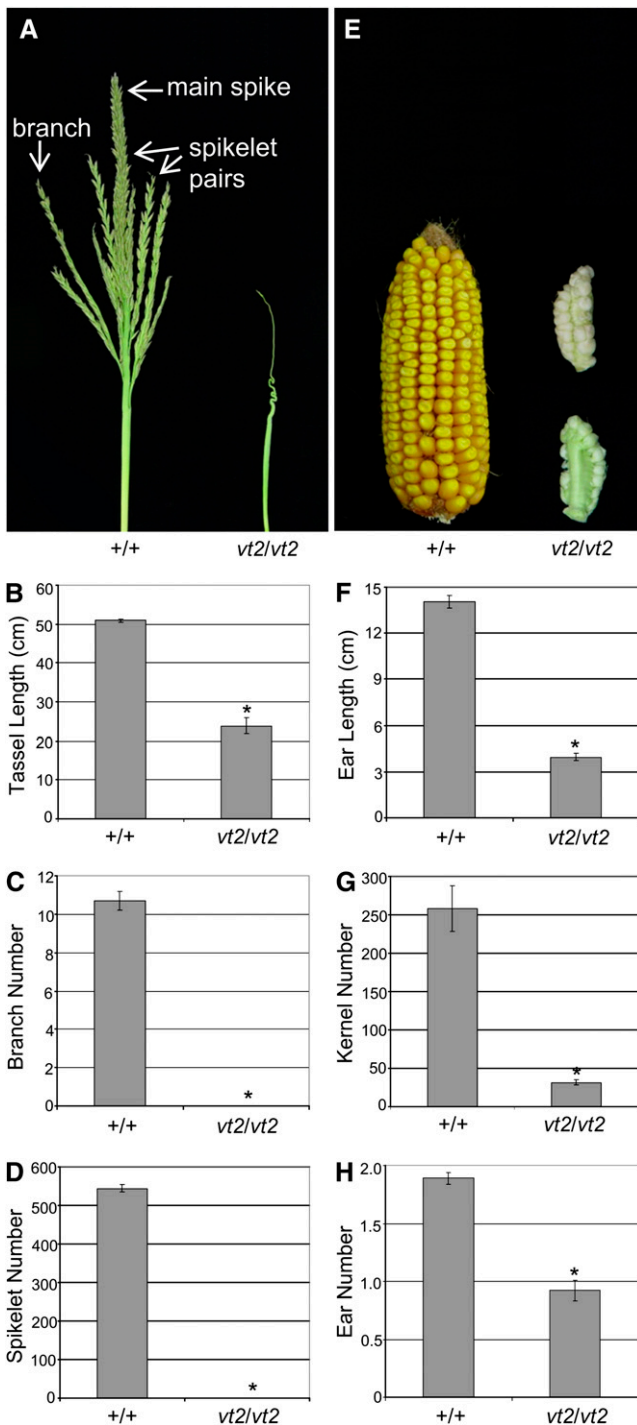 A
main spike
branch
spikelet
pairs
+/+
vt2/vt2
E
+/+
vt2/vt2
B
Tassel Length (cm)
60
50
40
30
20
10
0
*
+/+
vt2/vt2
F
Ear Length (cm)
15
12
9
6
3
0
*
+/+
vt2/vt2
C
Branch Number
12
10
8
6
4
2
0
*
+/+
vt2/vt2
G
Kernel Number
300
250
200
150
100
50
0
*
+/+
vt2/vt2
D
Spikelet Number
600
500
400
300
200
100
0
*
+/+
vt2/vt2
H
Ear Number
2.0
1.5
1.0
0.5
0.0
*
+/+
vt2/vt2